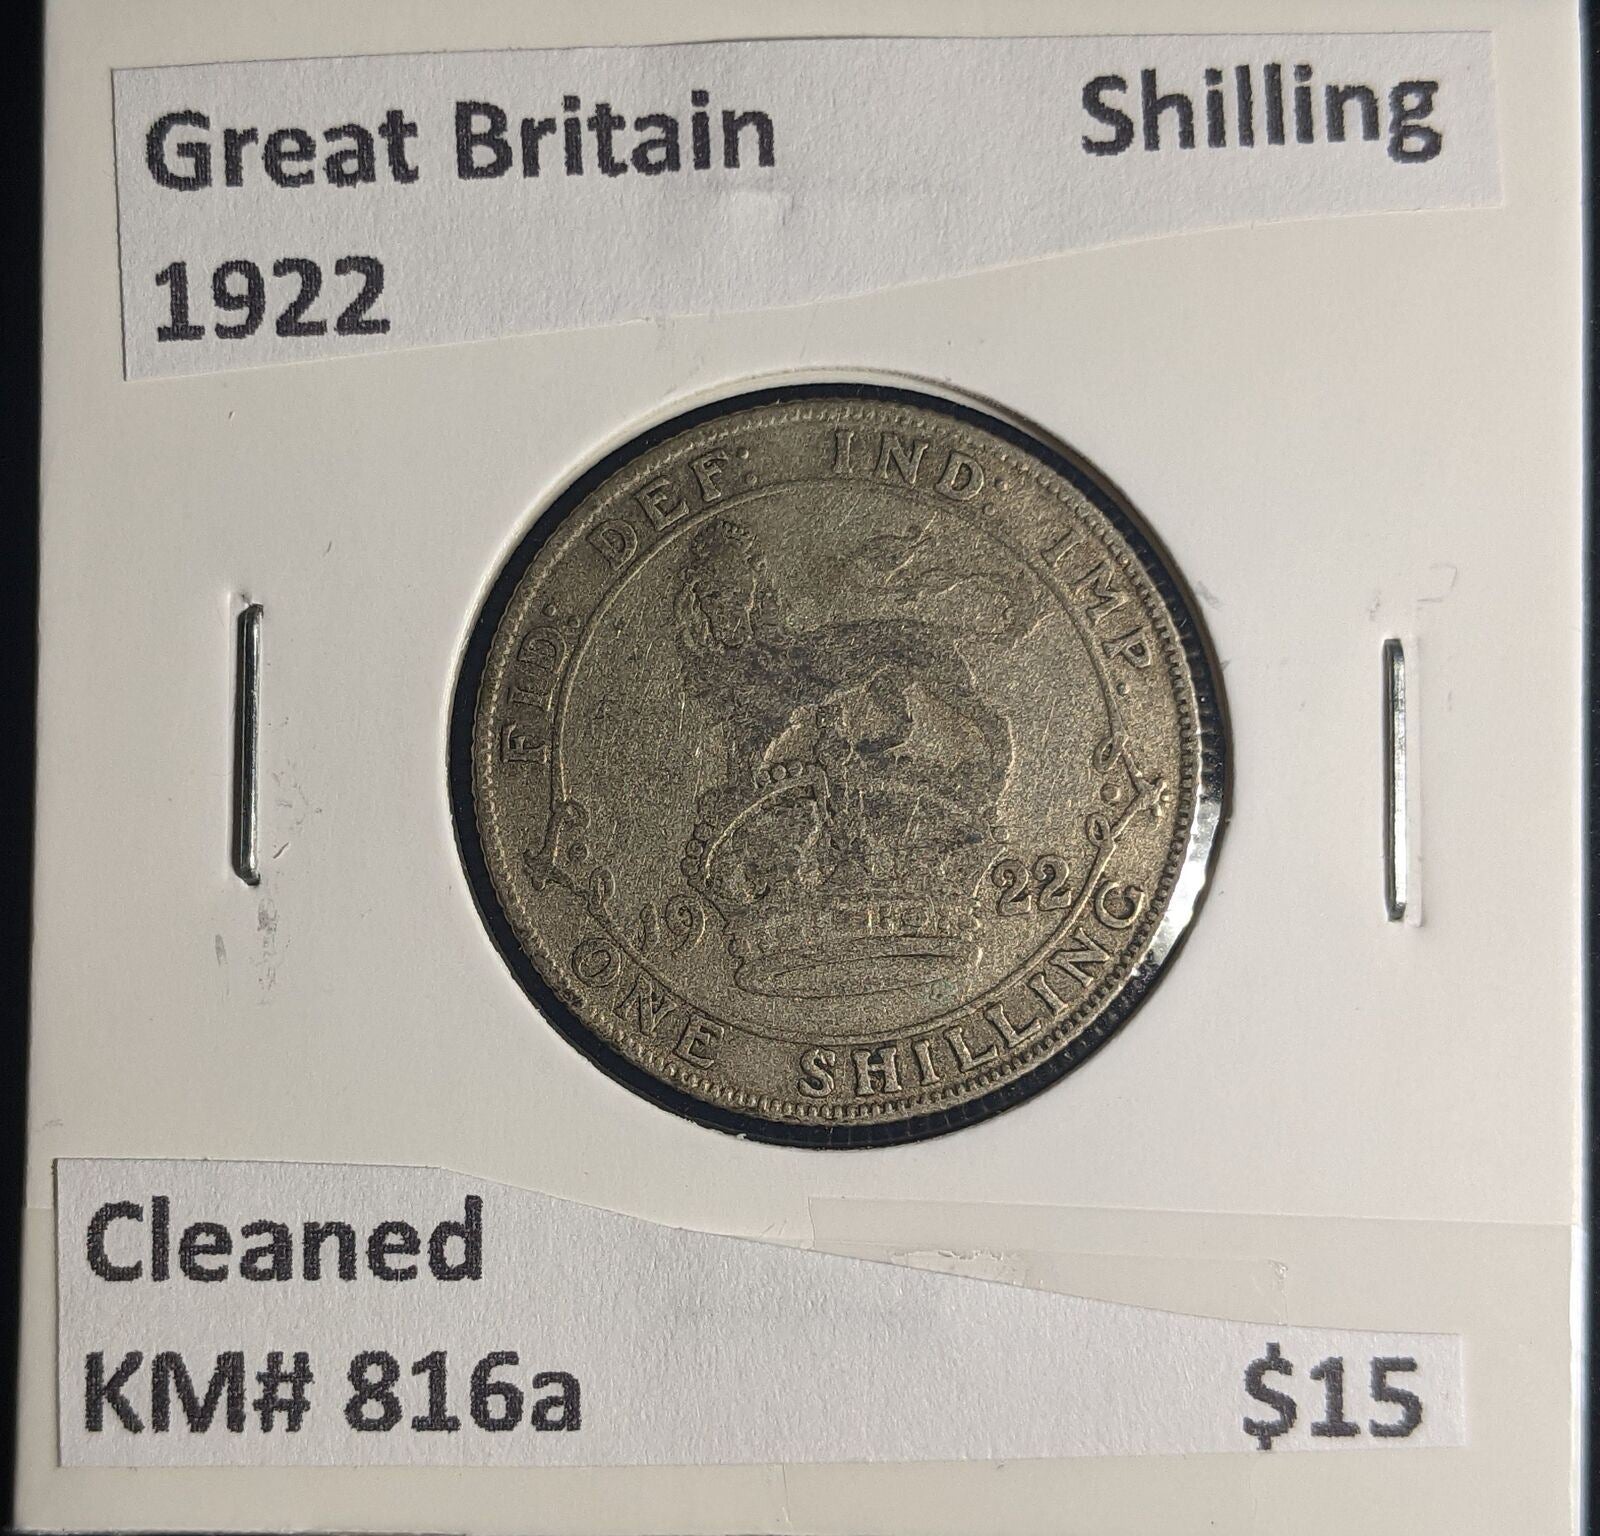 Great Britain Shilling
1922
FID: DEF: IND: IMP.
19 22
ONE SHILLING
Cleaned
KM# 816a $15